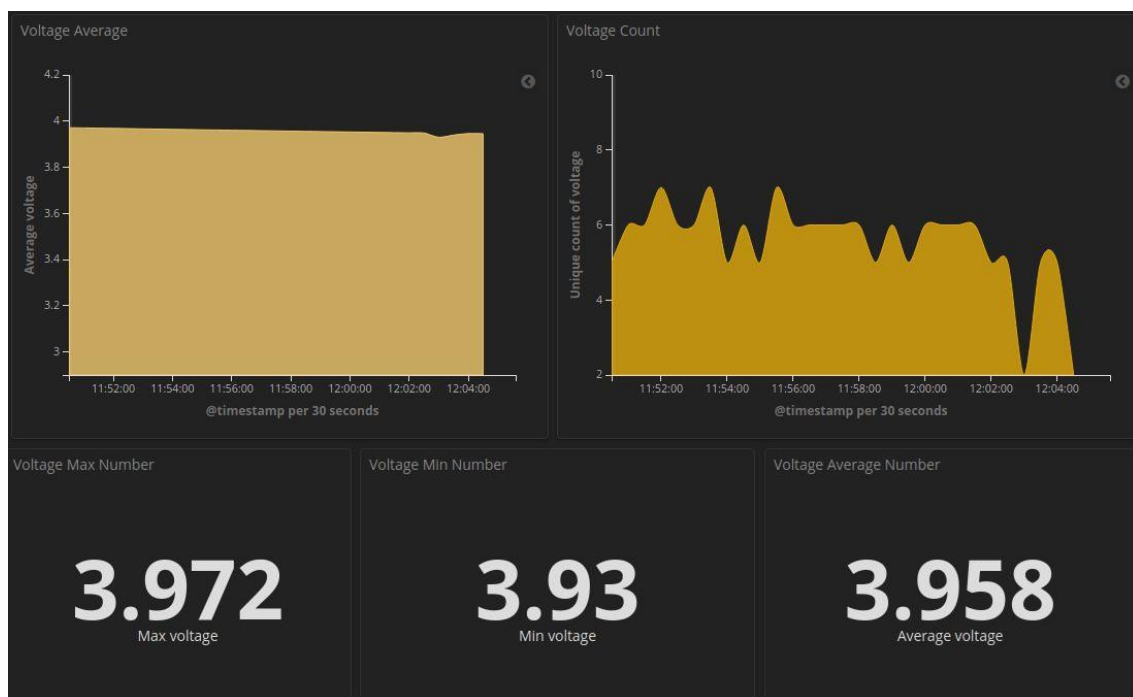 Voltage Average
4.2
4
3.8
3.6
3.4
3.2
3
Average voltage
11:52:00 11:54:00 11:56:00 11:58:00 12:00:00 12:02:00 12:04:00
@timestamp per 30 seconds
Voltage Count
10
8
6
4
2
Unique count of voltage
11:52:00 11:54:00 11:56:00 11:58:00 12:00:00 12:02:00 12:04:00
@timestamp per 30 seconds
Voltage Max Number
3.972
Max voltage
Voltage Min Number
3.93
Min voltage
Voltage Average Number
3.958
Average voltage